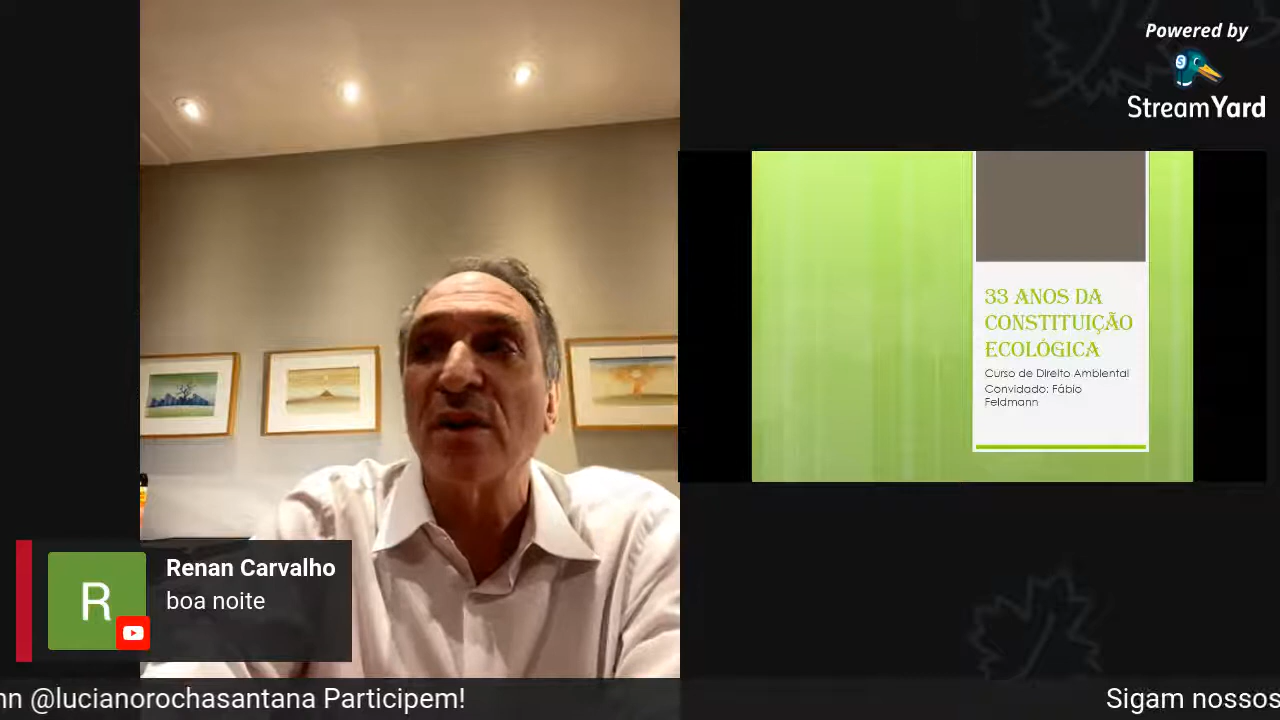 Powered by
StreamYard
33 ANOS DA
CONSTITUIÇÃO
ECOLÓGICA
Curso de Direito Ambiental
Convidado: Fábio
Feldmann
R
Renan Carvalho
boa noite
nn @lucianorochasantana Participem!
Sigam nossos